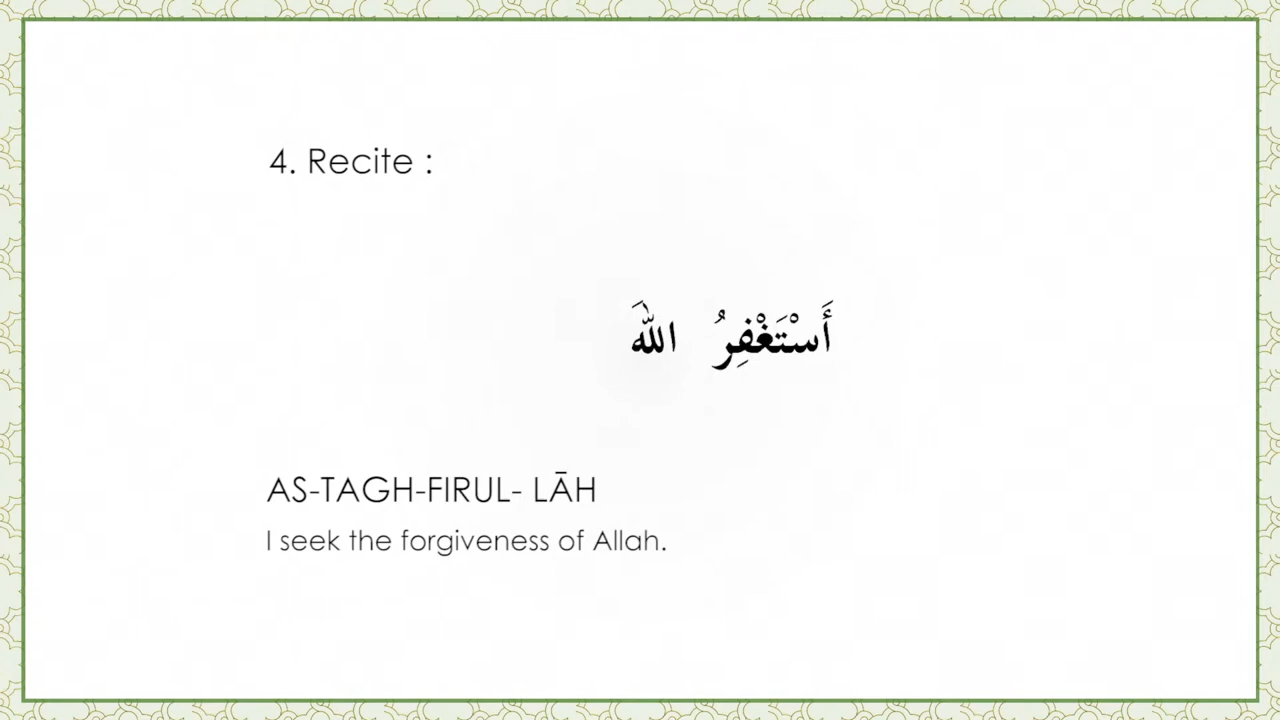 4. Recite :
أَسْتَغْفِرُ اللّٰهَ
AS-TAGH-FIRUL- LĀH
I seek the forgiveness of Allah.